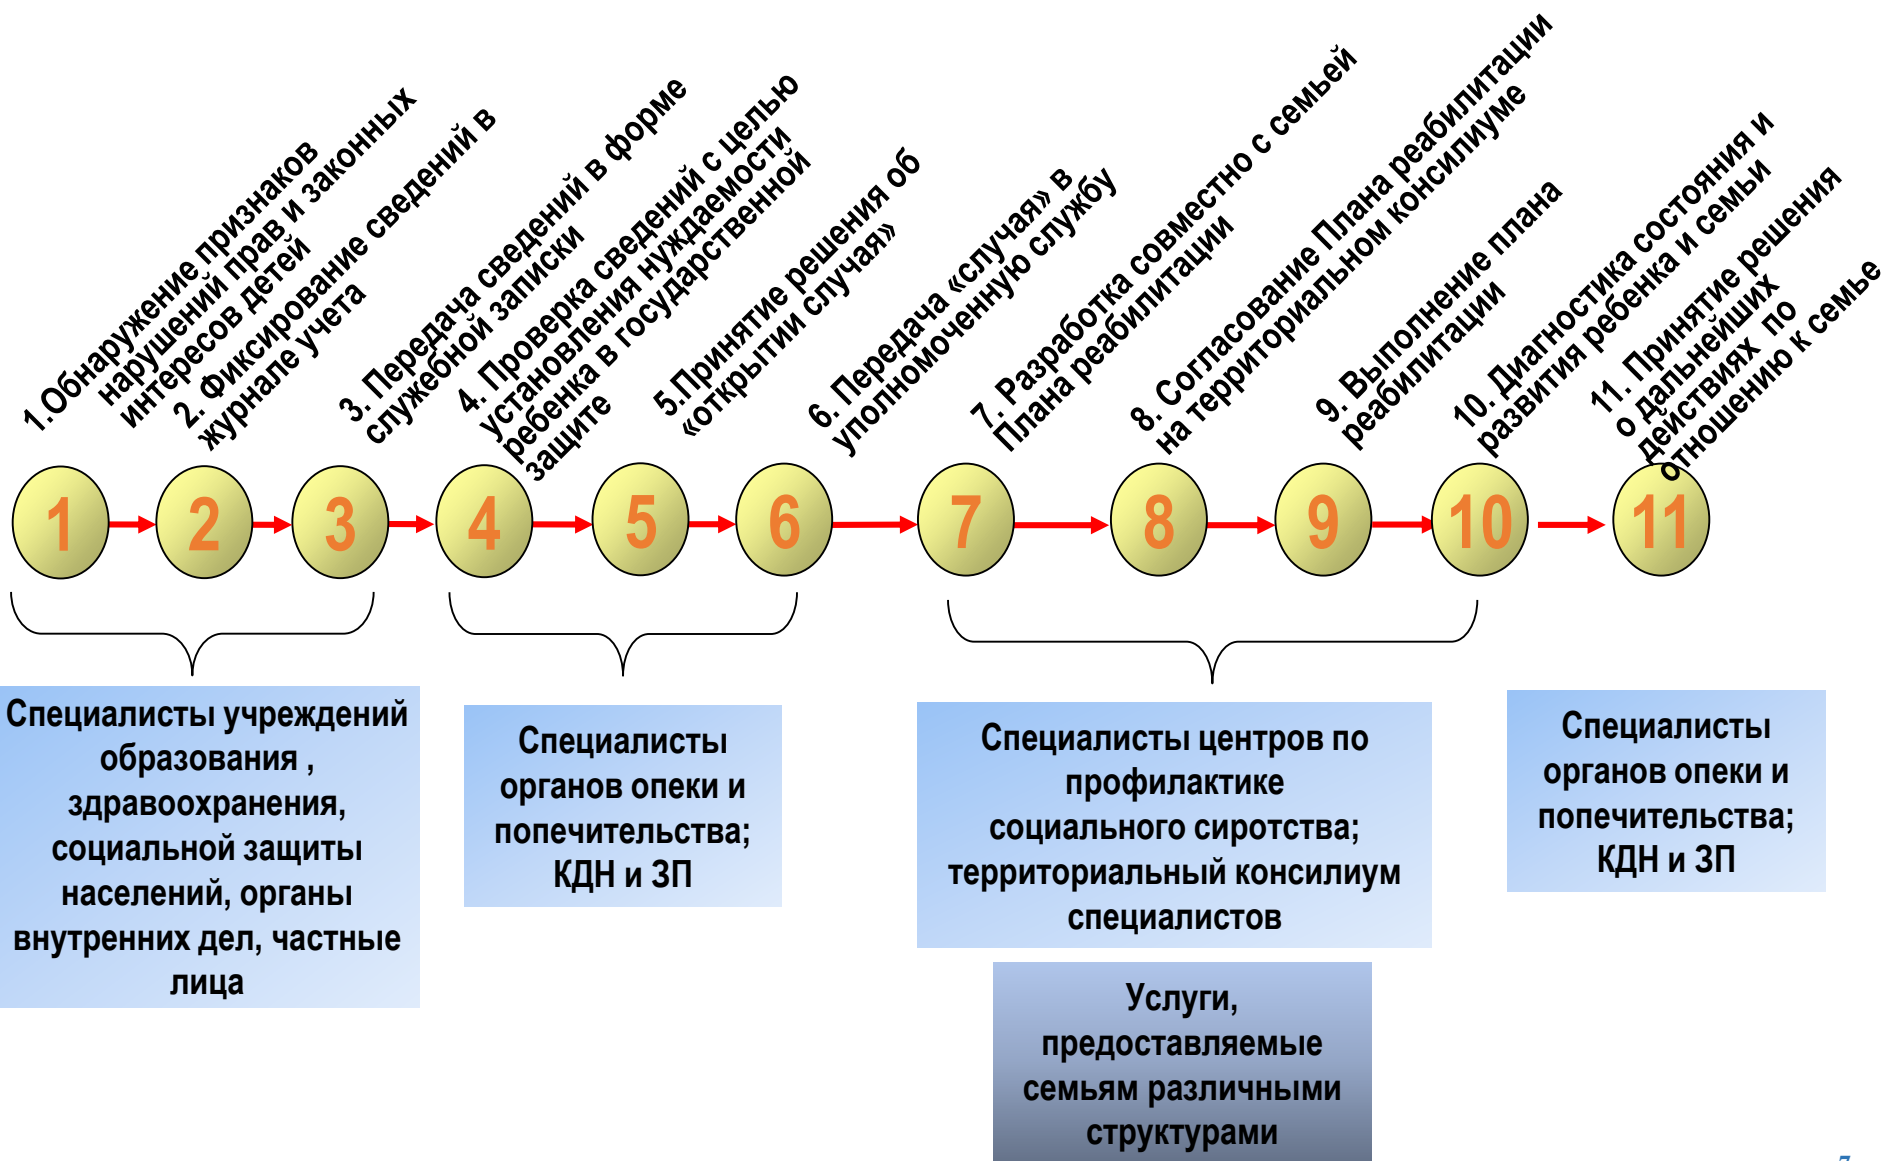 1.Обнаружение признаков
нарушений прав и законных
интересов детей
2. Фиксирование сведений в
журнале учета
3. Передача сведений в форме
служебной записки
4. Проверка сведений с целью
установления нуждаемости
ребенка в государственной
защите
5.Принятие решения об
«открытии случая»
6. Передача «случая» в
уполномоченную службу
7. Разработка совместно с семьей
Плана реабилитации
8. Согласование Плана реабилитации
на территориальном консилиуме
9. Выполнение плана
реабилитации
10. Диагностика состояния и
развития ребенка и семьи
11. Принятие решения
о дальнейших
действиях по
отношению к семье
1
2
3
4
5
6
7
8
9
10
11
Специалисты учреждений
образования ,
здравоохранения,
социальной защиты
населений, органы
внутренних дел, частные
лица
Специалисты
органов опеки и
попечительства;
КДН и ЗП
Специалисты центров по
профилактике
социального сиротства;
территориальный консилиум
специалистов
Услуги,
предоставляемые
семьям различными
структурами
Специалисты
органов опеки и
попечительства;
КДН и ЗП